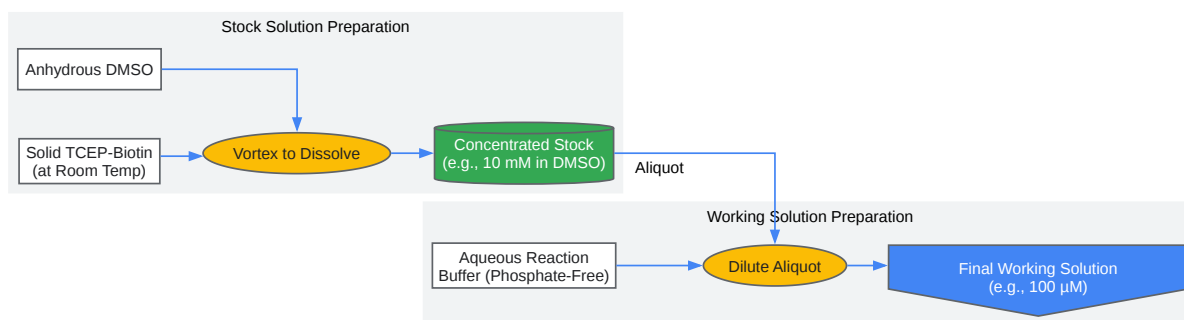 Stock Solution Preparation
Anhydrous DMSO
Solid TCEP-Biotin
(at Room Temp)
Vortex to Dissolve
Concentrated Stock
(e.g., 10 mM in DMSO)
Aliquot
Working Solution Preparation
Aqueous Reaction
Buffer (Phosphate-Free)
Dilute Aliquot
Final Working Solution
(e.g., 100 µM)